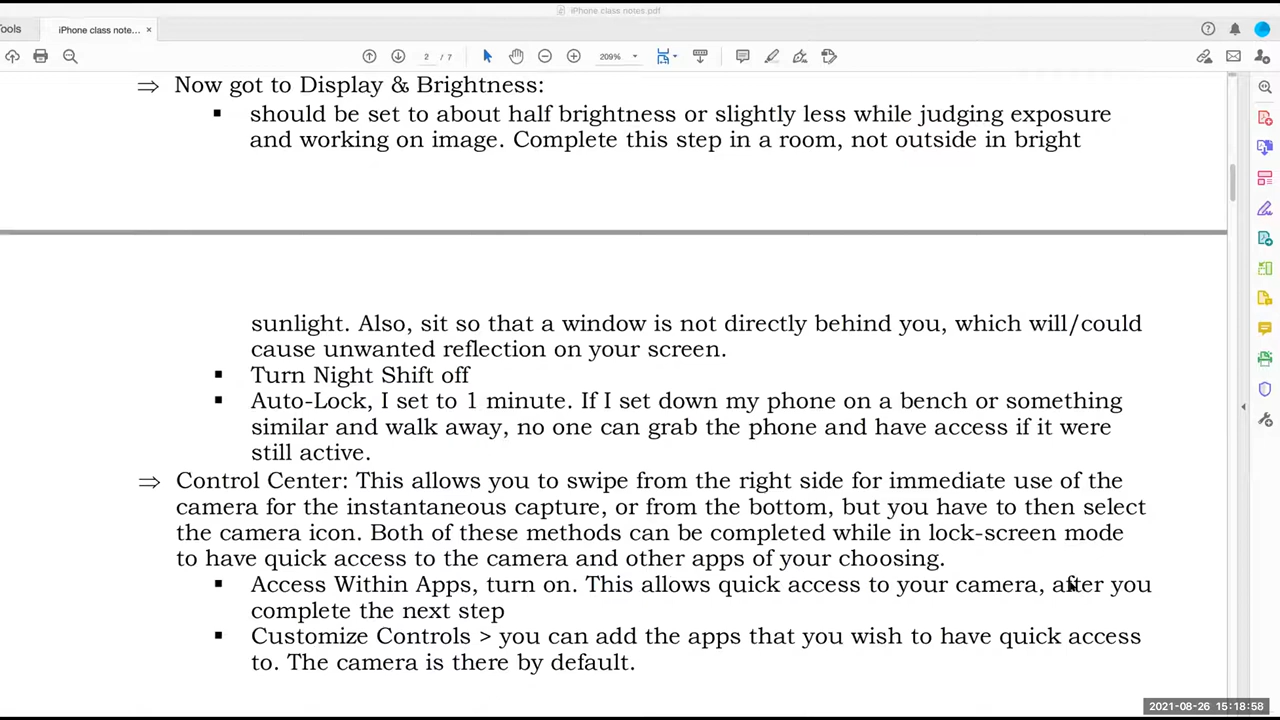 iPhone class notes.pdf
Tools
iPhone class note... ×
2 / 7
209%
⇒ Now got to Display & Brightness:
▪ should be set to about half brightness or slightly less while judging exposure
and working on image. Complete this step in a room, not outside in bright
sunlight. Also, sit so that a window is not directly behind you, which will/could
cause unwanted reflection on your screen.
▪ Turn Night Shift off
▪ Auto-Lock, I set to 1 minute. If I set down my phone on a bench or something
similar and walk away, no one can grab the phone and have access if it were
still active.
⇒ Control Center: This allows you to swipe from the right side for immediate use of the
camera for the instantaneous capture, or from the bottom, but you have to then select
the camera icon. Both of these methods can be completed while in lock-screen mode
to have quick access to the camera and other apps of your choosing.
▪ Access Within Apps, turn on. This allows quick access to your camera, after you
complete the next step
▪ Customize Controls > you can add the apps that you wish to have quick access
to. The camera is there by default.
2021-08-26 15:18:58